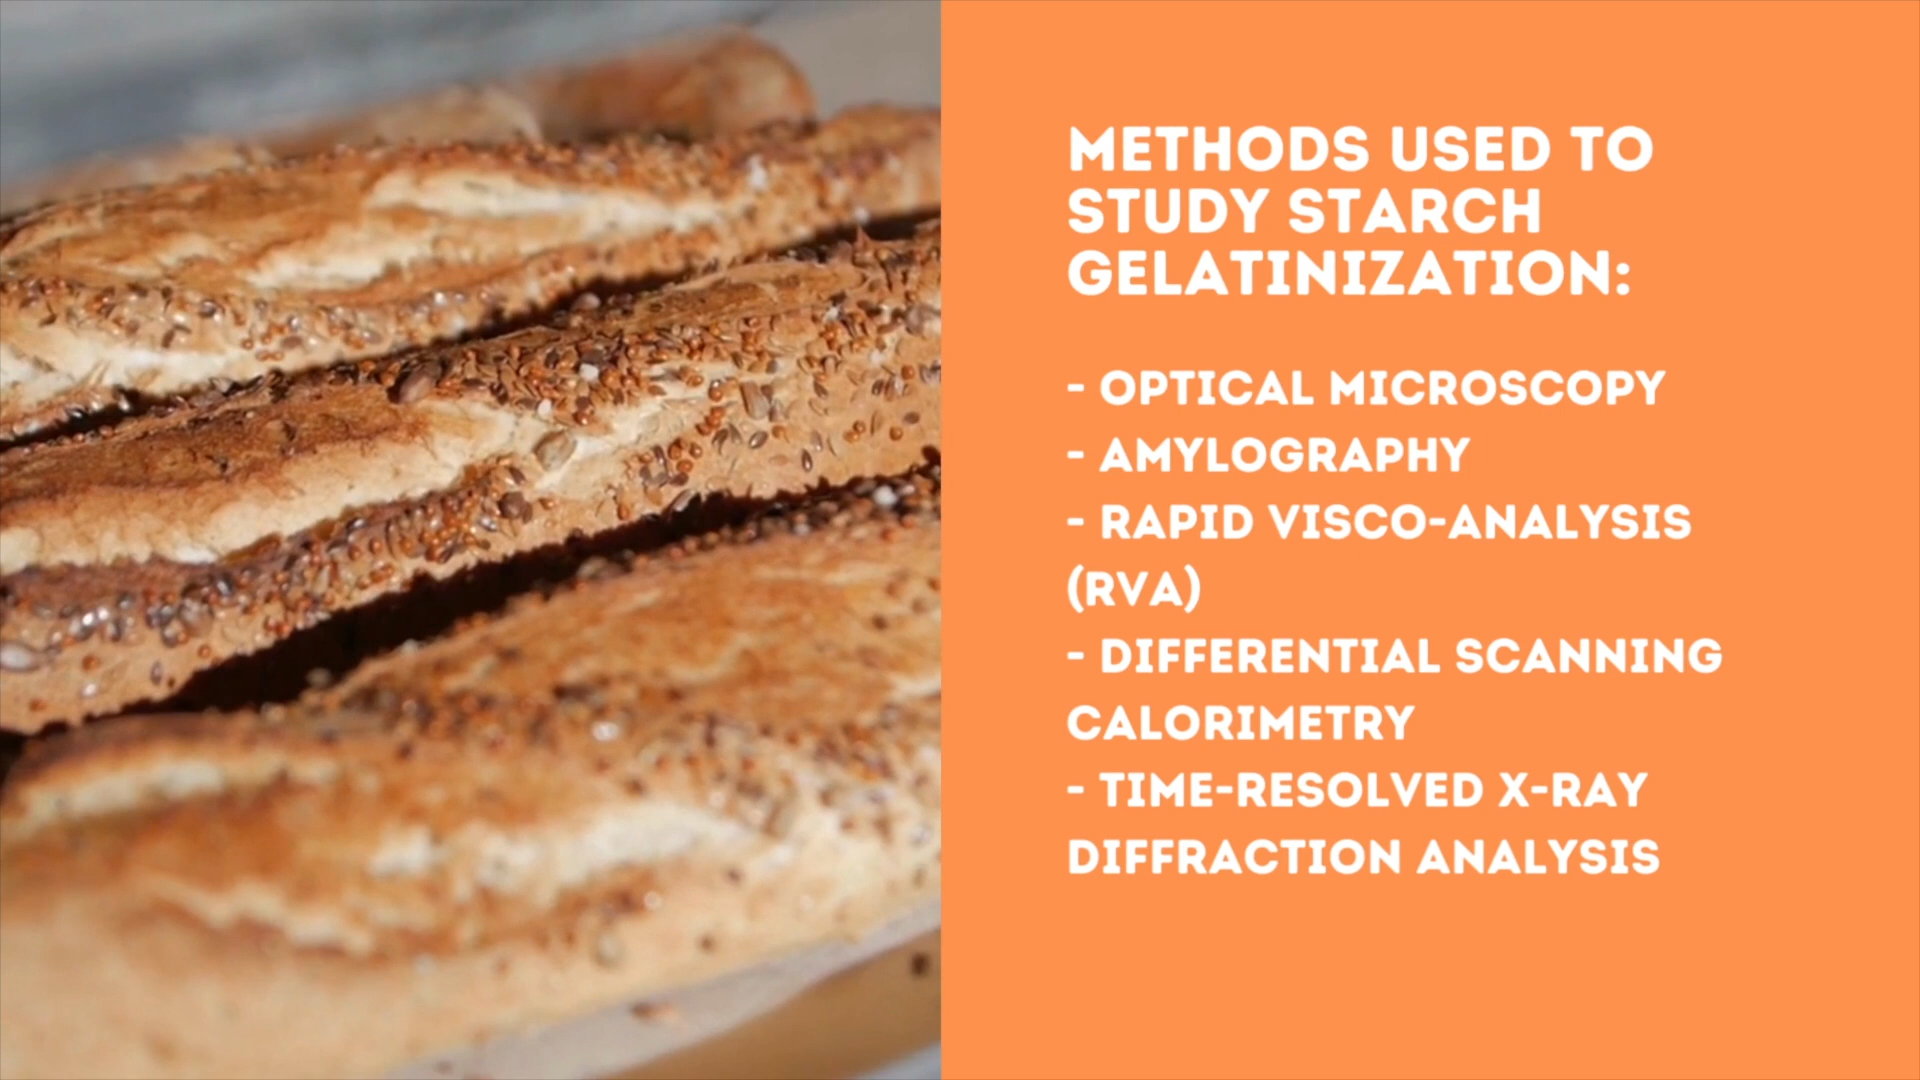 METHODS USED TO
STUDY STARCH
GELATINIZATION:
- OPTICAL MICROSCOPY
- AMYLOGRAPHY
- RAPID VISCO-ANALYSIS
(RVA)
- DIFFERENTIAL SCANNING
CALORIMETRY
- TIME-RESOLVED X-RAY
DIFFRACTION ANALYSIS